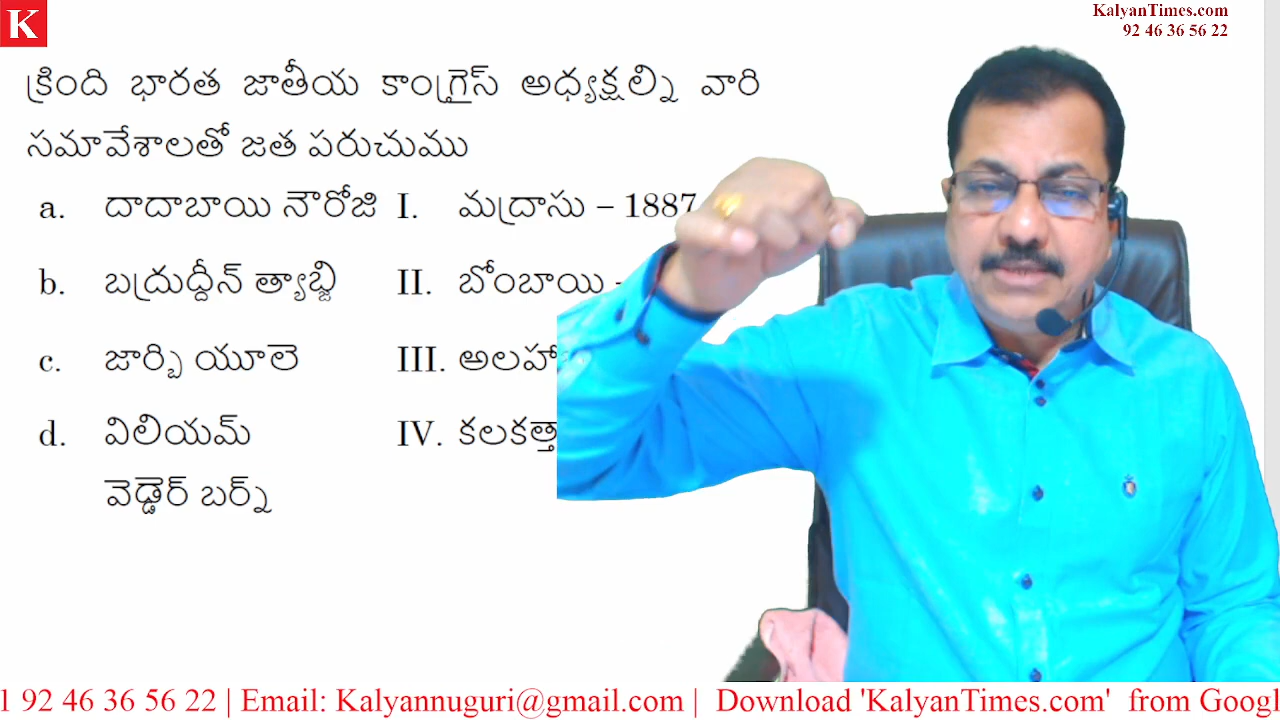 K
KalyanTimes.com
92 46 36 56 22
క్రింది భారత జాతీయ కాంగ్రైస్ అధ్యక్షల్ని వారి
సమావేశాలతో జత పరుచుము
a. దాదాబాయి నౌరోజి I. మద్రాసు – 1887
b. బద్రుద్దీన్ త్యాబ్జి II. బోంబాయి -
c. జార్చి యూలె III. అలహా
d. విలియమ్ IV. కలకత్తా
వెడ్డెర్ బర్న్
1 92 46 36 56 22 | Email: Kalyannuguri@gmail.com | Download 'KalyanTimes.com' from Googl